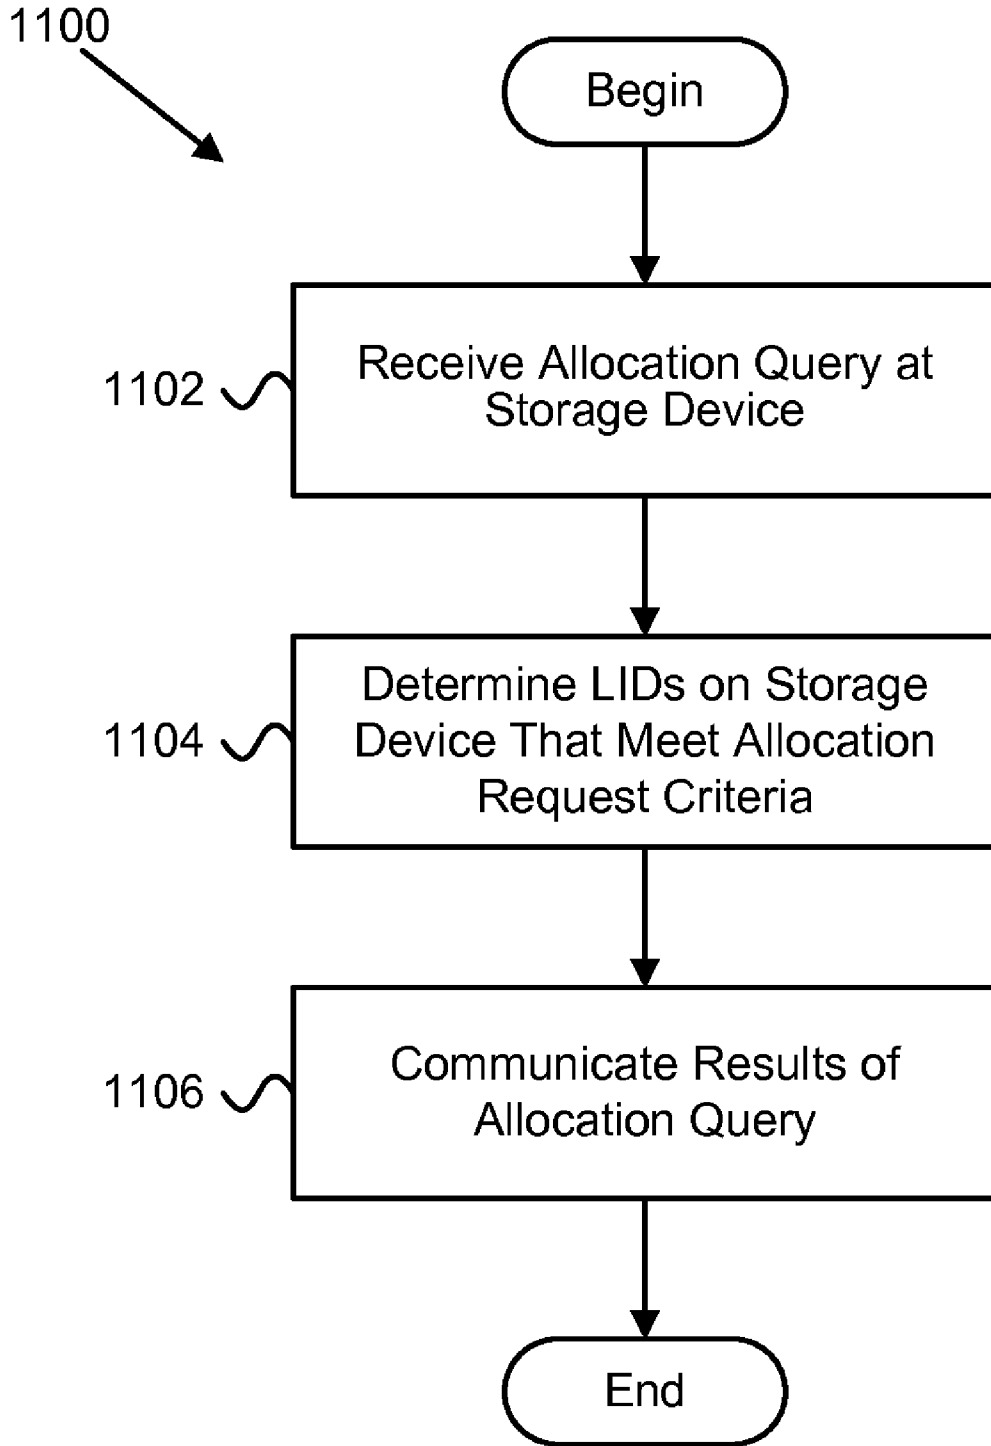 1100
Begin
1102
Receive Allocation Query at
Storage Device
1104
Determine LIDs on Storage
Device That Meet Allocation
Request Criteria
1106
Communicate Results of
Allocation Query
End